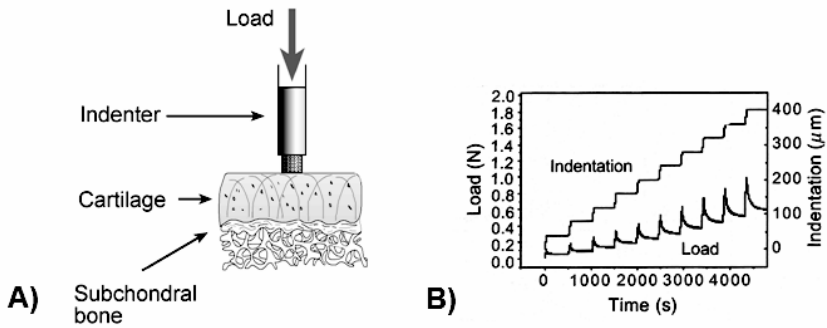 Load
Indenter
Cartilage
Subchondral
bone
A)
Load (N)
2.0
1.8
1.6
1.4
1.2
1.0
0.8
0.6
0.4
0.2
0.0
Indentation
Load
400
300
200
100
0
Indentation (μm)
0 1000 2000 3000 4000
Time (s)
B)